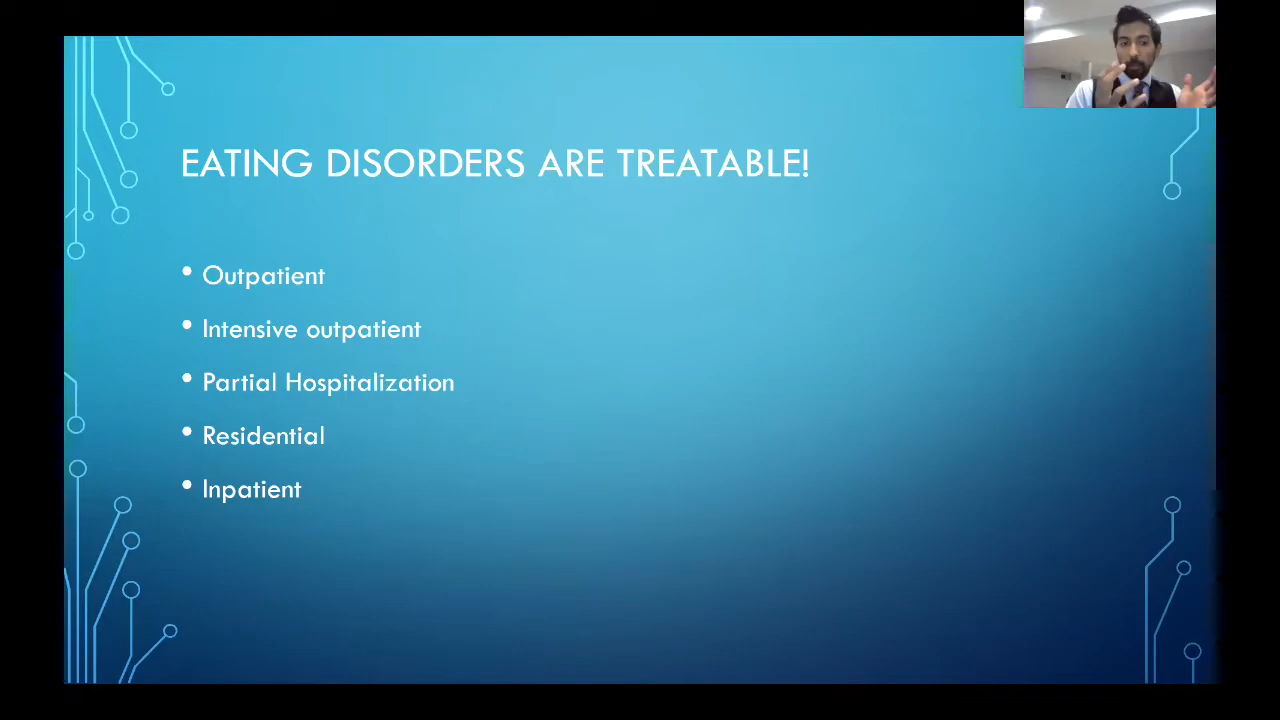 EATING DISORDERS ARE TREATABLE!
• Outpatient
• Intensive outpatient
• Partial Hospitalization
• Residential
• Inpatient